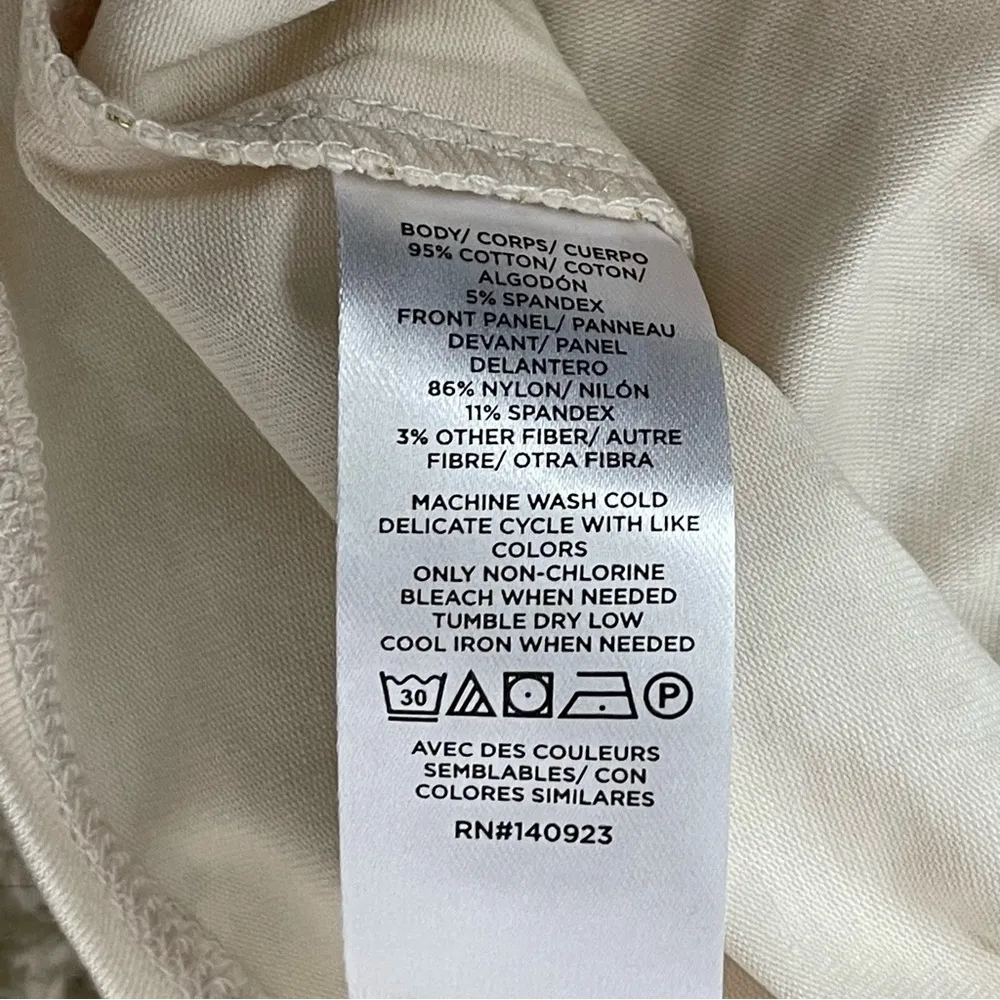 BODY/ CORPS/ CUERPO
95% COTTON/ COTON/
ALGODÓN
5% SPANDEX
FRONT PANEL/ PANNEAU
DEVANT/ PANEL
DELANTERO
86% NYLON/ NILÓN
11% SPANDEX
3% OTHER FIBER/ AUTRE
FIBRE/ OTRA FIBRA
MACHINE WASH COLD
DELICATE CYCLE WITH LIKE
COLORS
ONLY NON-CHLORINE
BLEACH WHEN NEEDED
TUMBLE DRY LOW
COOL IRON WHEN NEEDED
30 P
AVEC DES COULEURS
SEMBLABLES/ CON
COLORES SIMILARES
RN#140923